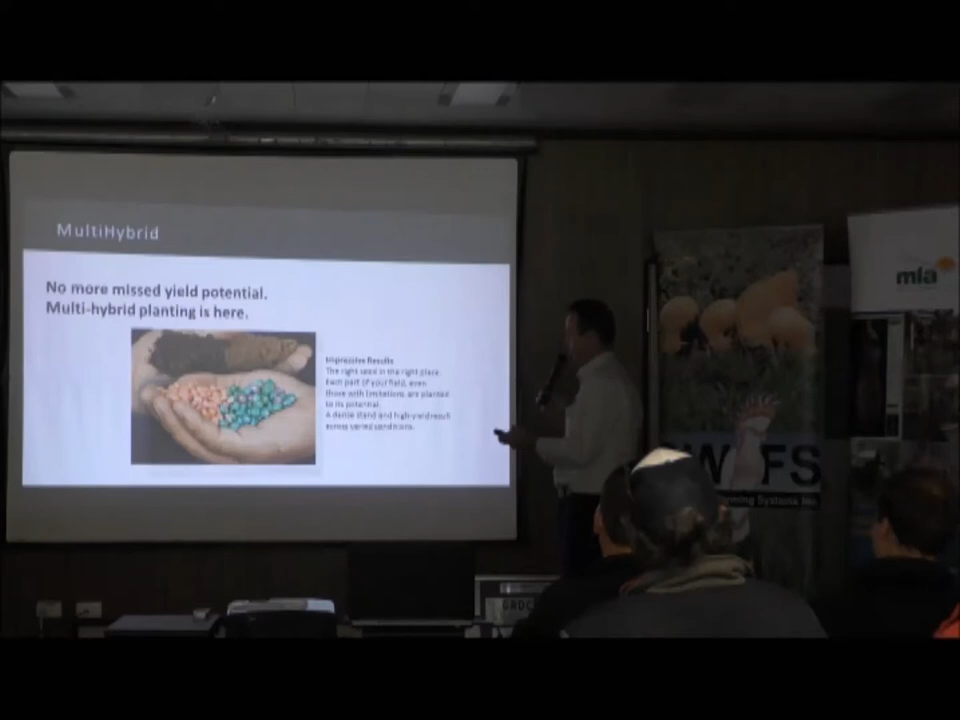 MultiHybrid
No more missed yield potential.
Multi-hybrid planting is here.
Impressive Results
The right seed in the right place.
Each part of your field, even
those with limitations, are planted
to its potential.
A dense stand and high-yield result
across varied conditions.
mla
FS
Farming Systems Inc
GRDC